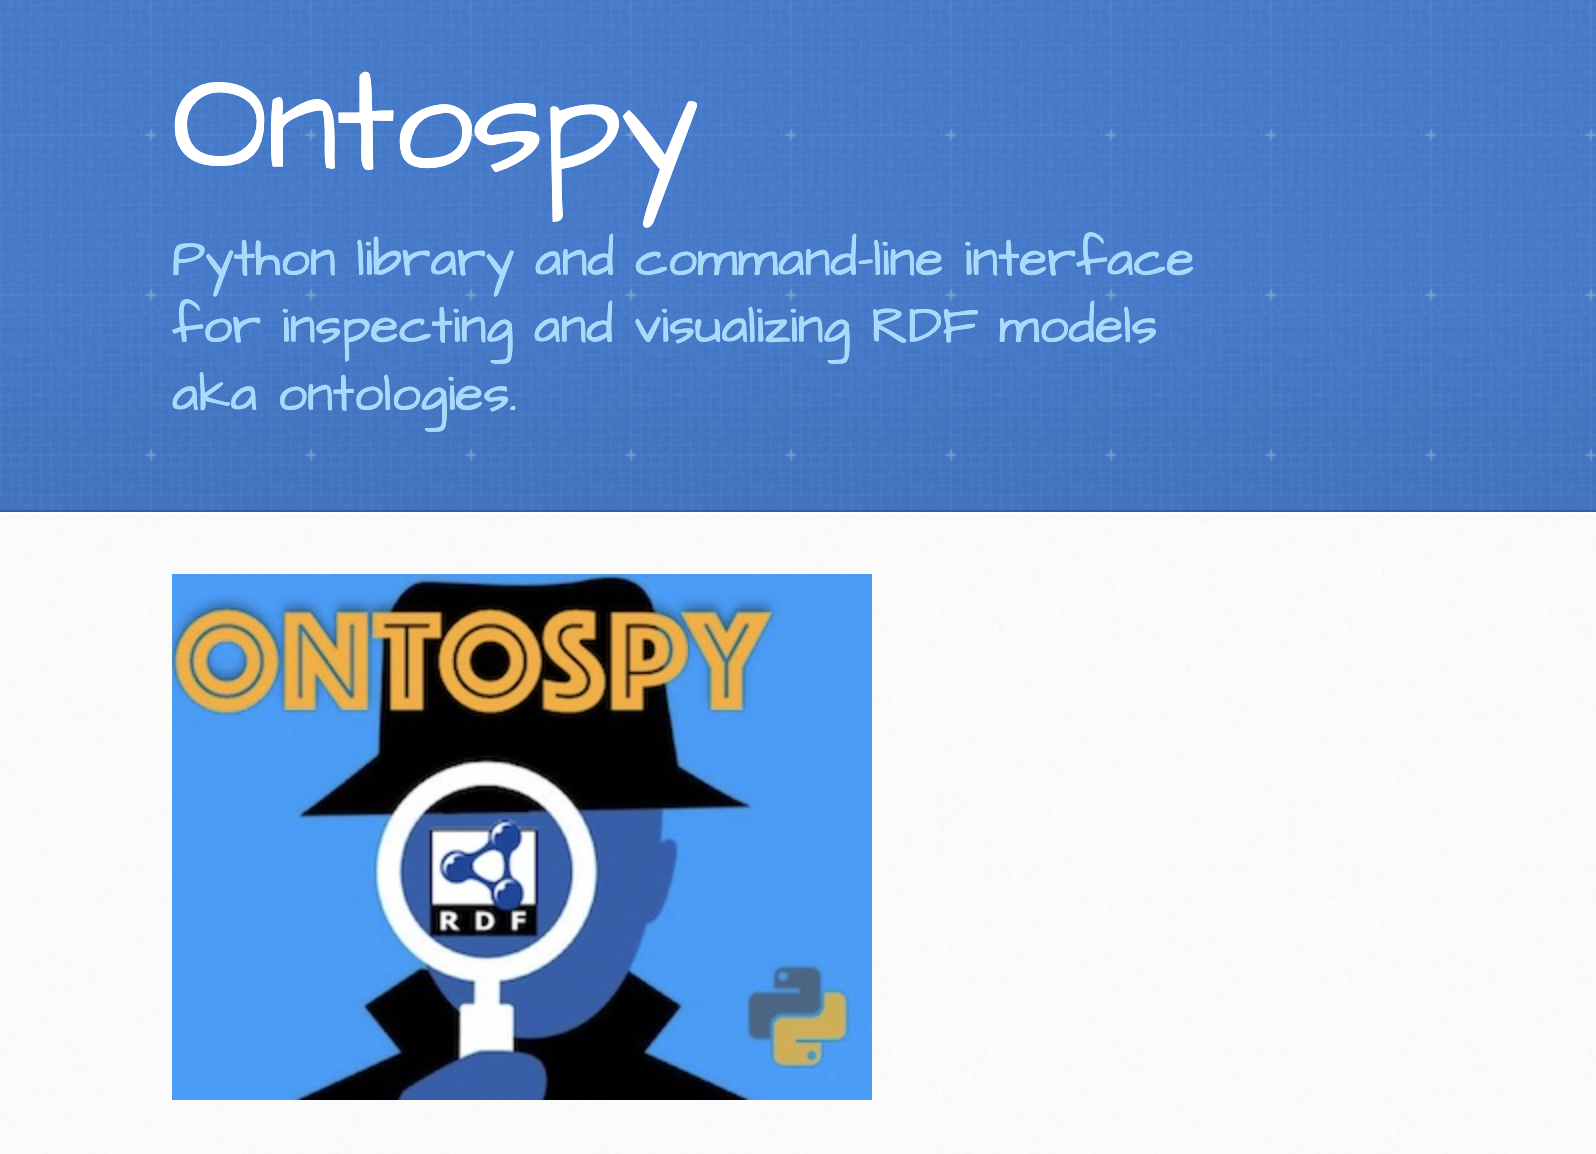 Ontospy
Python library and command-line interface
for inspecting and visualizing RDF models
aka ontologies.
ONTOSPY
RDF